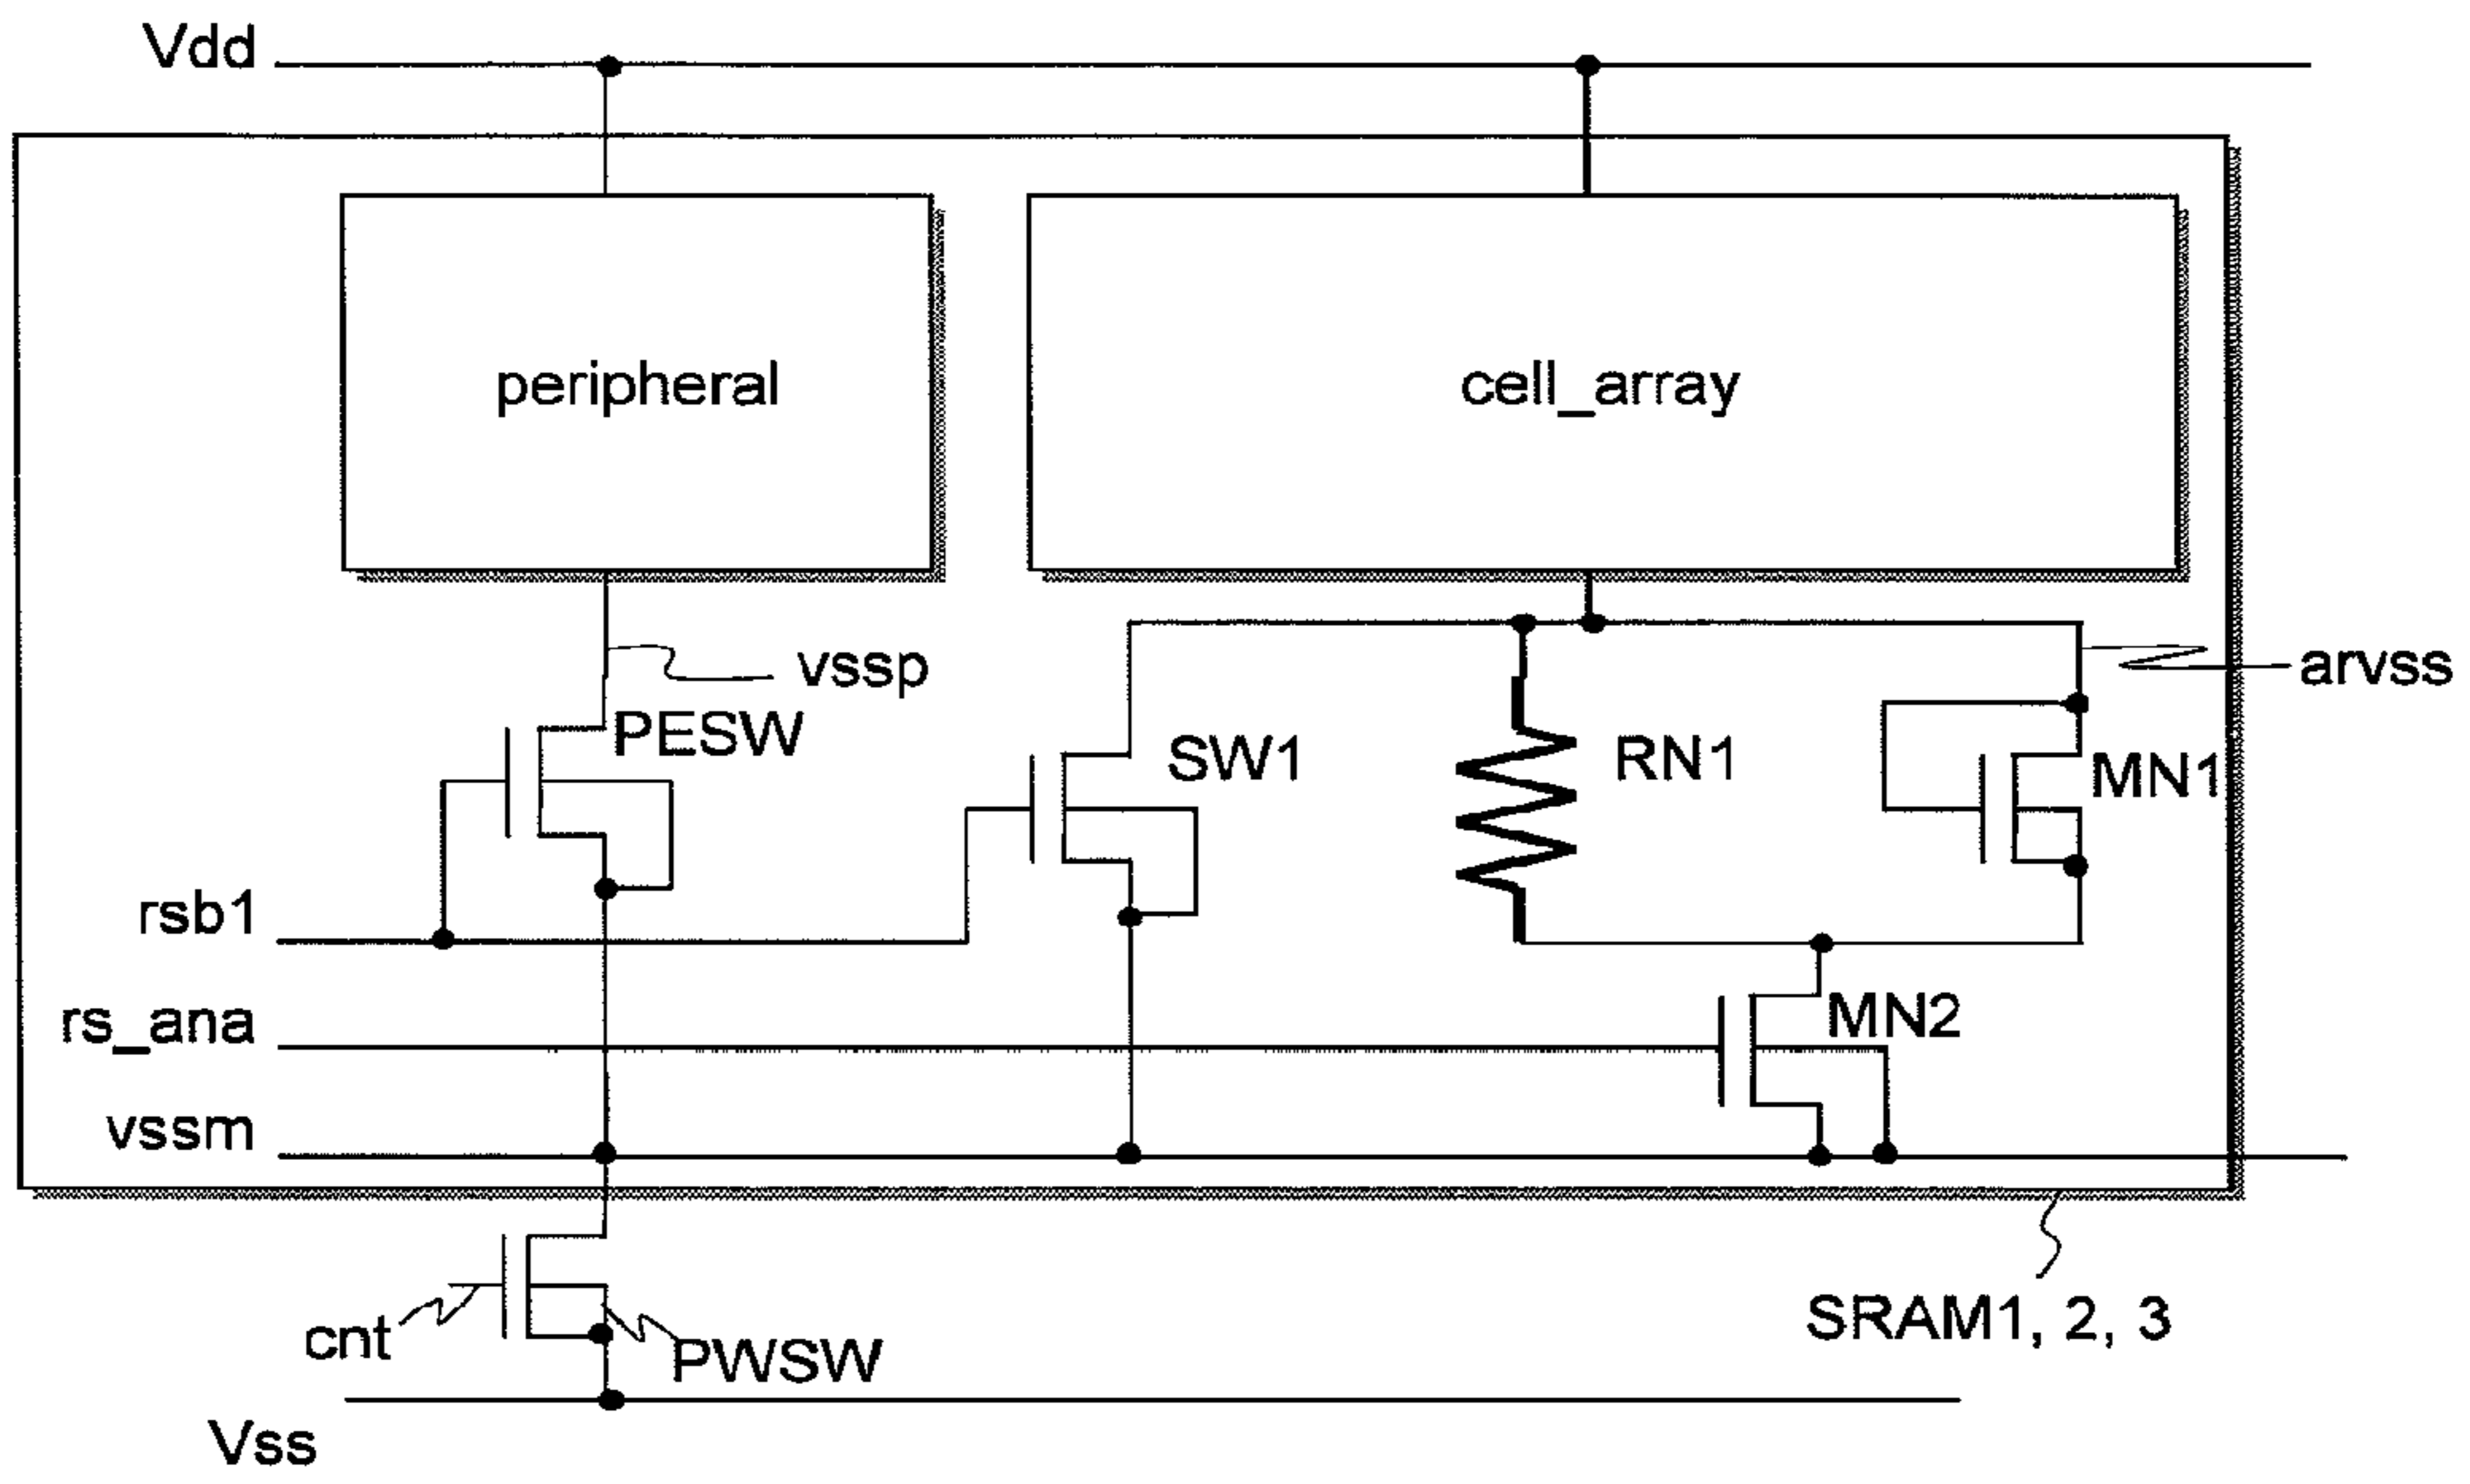 Vdd
peripheral
cell_array
vssp
arvss
PESW
SW1
RN1
MN1
rsb1
rs_ana
MN2
vssm
cnt
PWSW
SRAM1, 2, 3
Vss